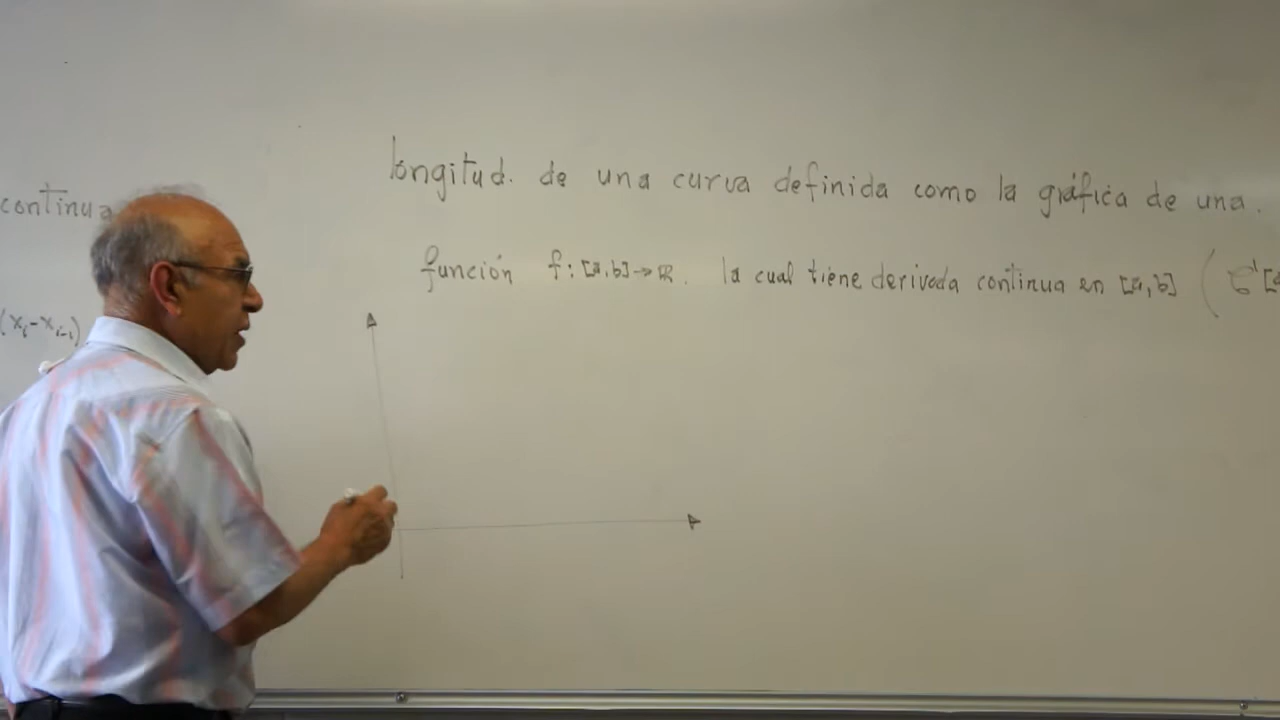 continua
(xᵢ-xᵢ₋₁)
longitud. de una curva definida como la gráfica de una.
función f: [a,b]→ℝ. la cual tiene derivada continua en [a,b] (C¹[a